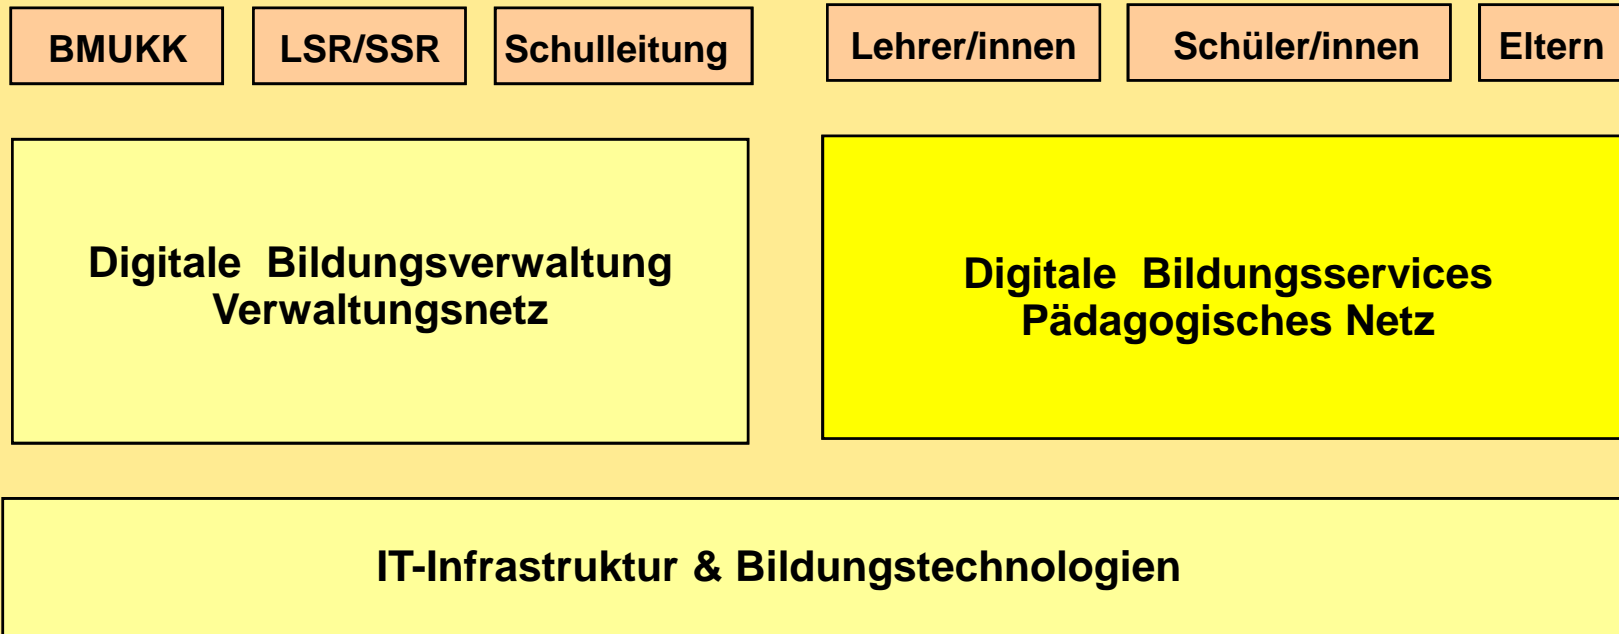 BMUKK
LSR/SSR
Schulleitung
Lehrer/innen
Schüler/innen
Eltern
Digitale Bildungsverwaltung
Verwaltungsnetz
Digitale Bildungsservices
Pädagogisches Netz
IT-Infrastruktur & Bildungstechnologien